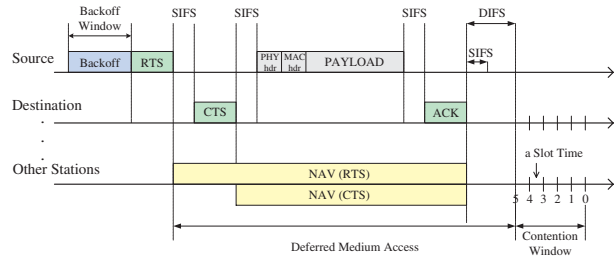 Backoff
Window
SIFS
SIFS
SIFS
DIFS
SIFS
Source
Backoff
RTS
PHY
hdr
MAC
hdr
PAYLOAD
Destination
CTS
ACK
.
.
.
a Slot Time
Other Stations
NAV (RTS)
NAV (CTS)
5 4 3 2 1 0
Deferred Medium Access
Contention
Window